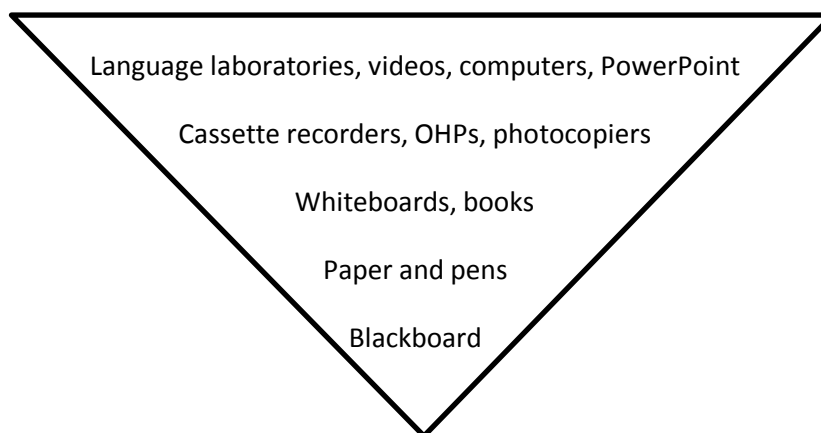 Language laboratories, videos, computers, PowerPoint
Cassette recorders, OHPs, photocopiers
Whiteboards, books
Paper and pens
Blackboard